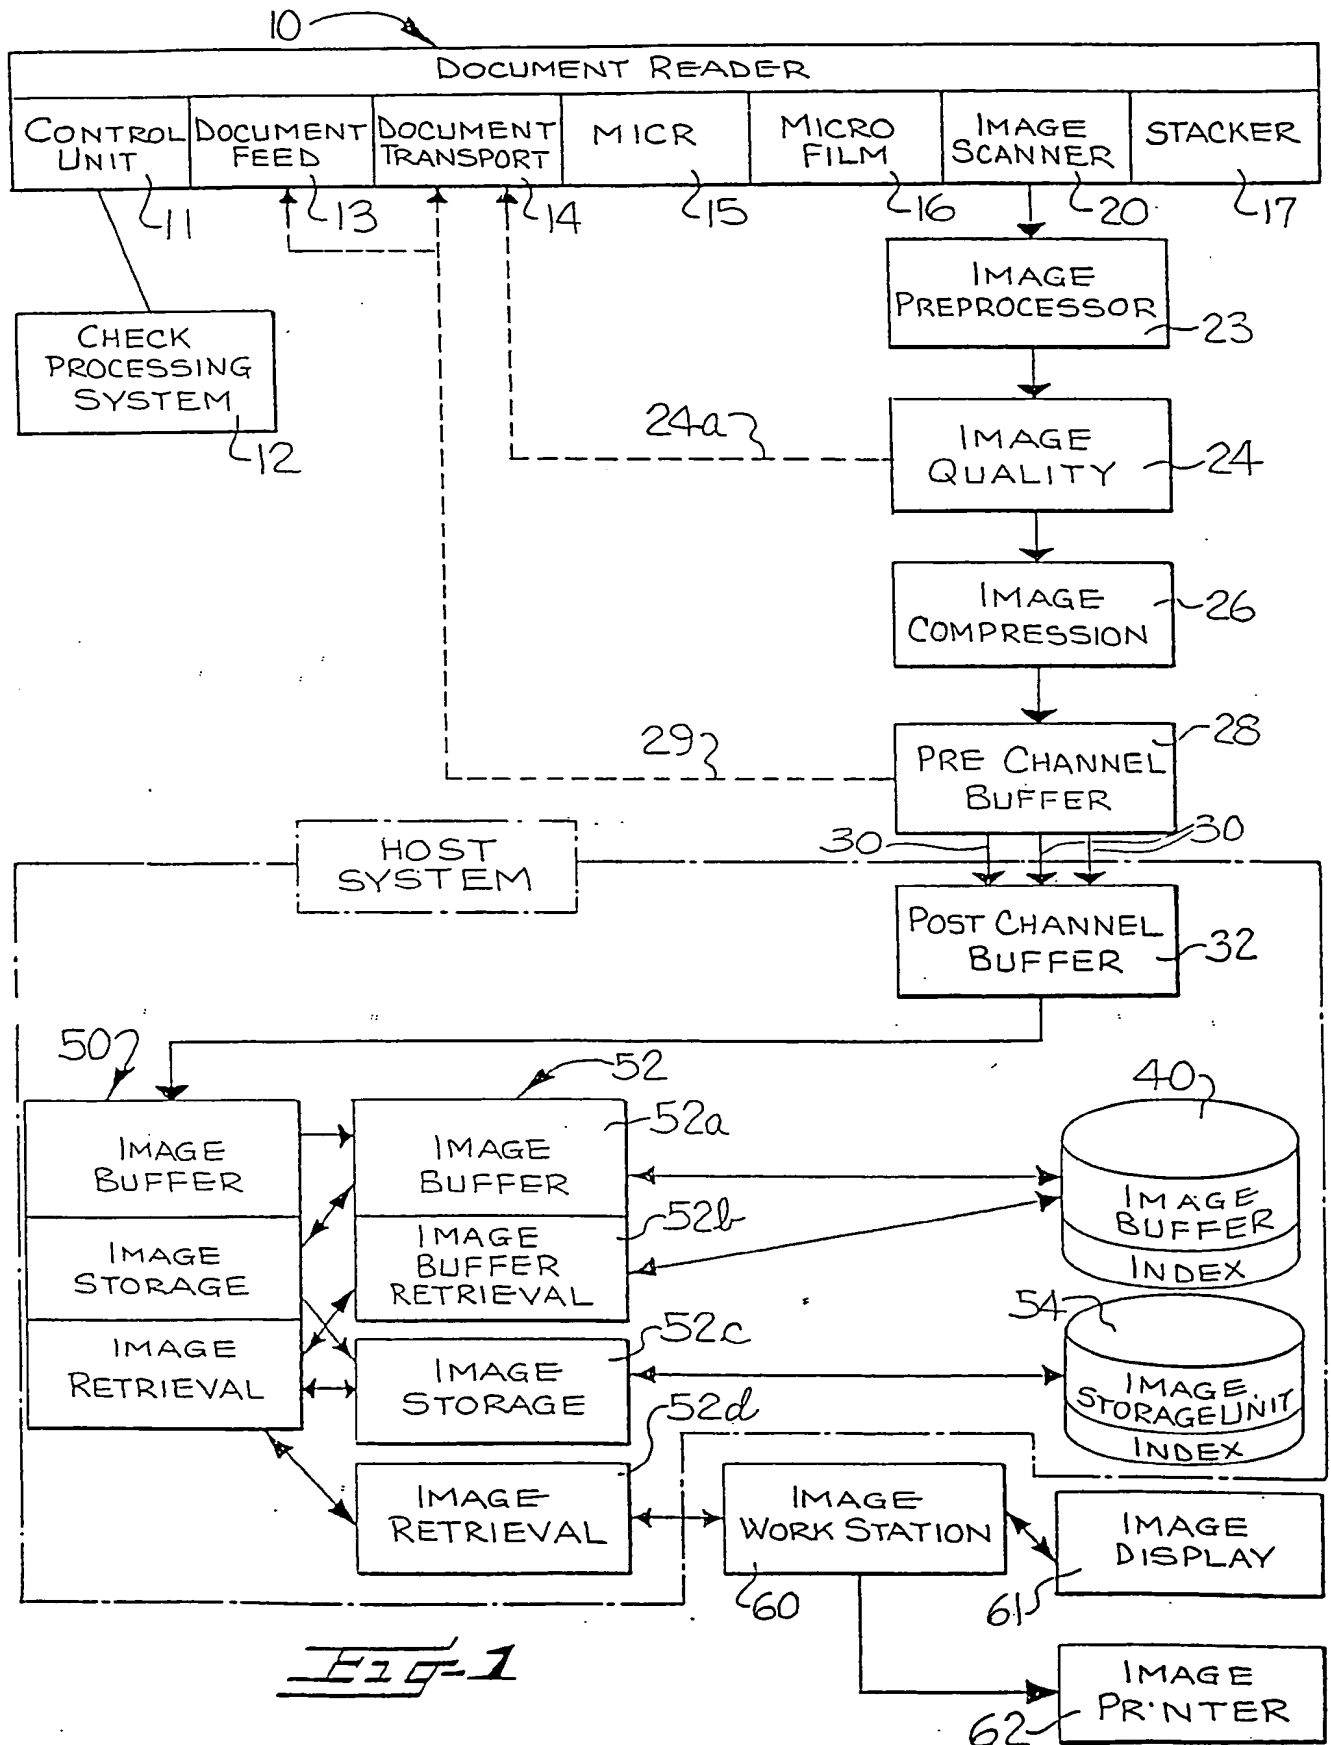 10
DOCUMENT READER
CONTROL UNIT
DOCUMENT FEED
DOCUMENT TRANSPORT
MICR
MICRO FILM
IMAGE SCANNER
STACKER
11
13
14
15
16
20
17
IMAGE
PREPROCESSOR
23
CHECK
PROCESSING
SYSTEM
12
24a
IMAGE
QUALITY
24
IMAGE
COMPRESSION
26
29
PRE CHANNEL
BUFFER
28
30
30
HOST
SYSTEM
POST CHANNEL
BUFFER
32
50
52
40
IMAGE
BUFFER
IMAGE
STORAGE
IMAGE
RETRIEVAL
IMAGE
BUFFER
52a
IMAGE
BUFFER
RETRIEVAL
52b
IMAGE
BUFFER
INDEX
54
IMAGE
STORAGE
52c
IMAGE
STORAGE UNIT
INDEX
52d
IMAGE
RETRIEVAL
IMAGE
WORK STATION
60
IMAGE
DISPLAY
61
IMAGE
PRINTER
62
Fig-1